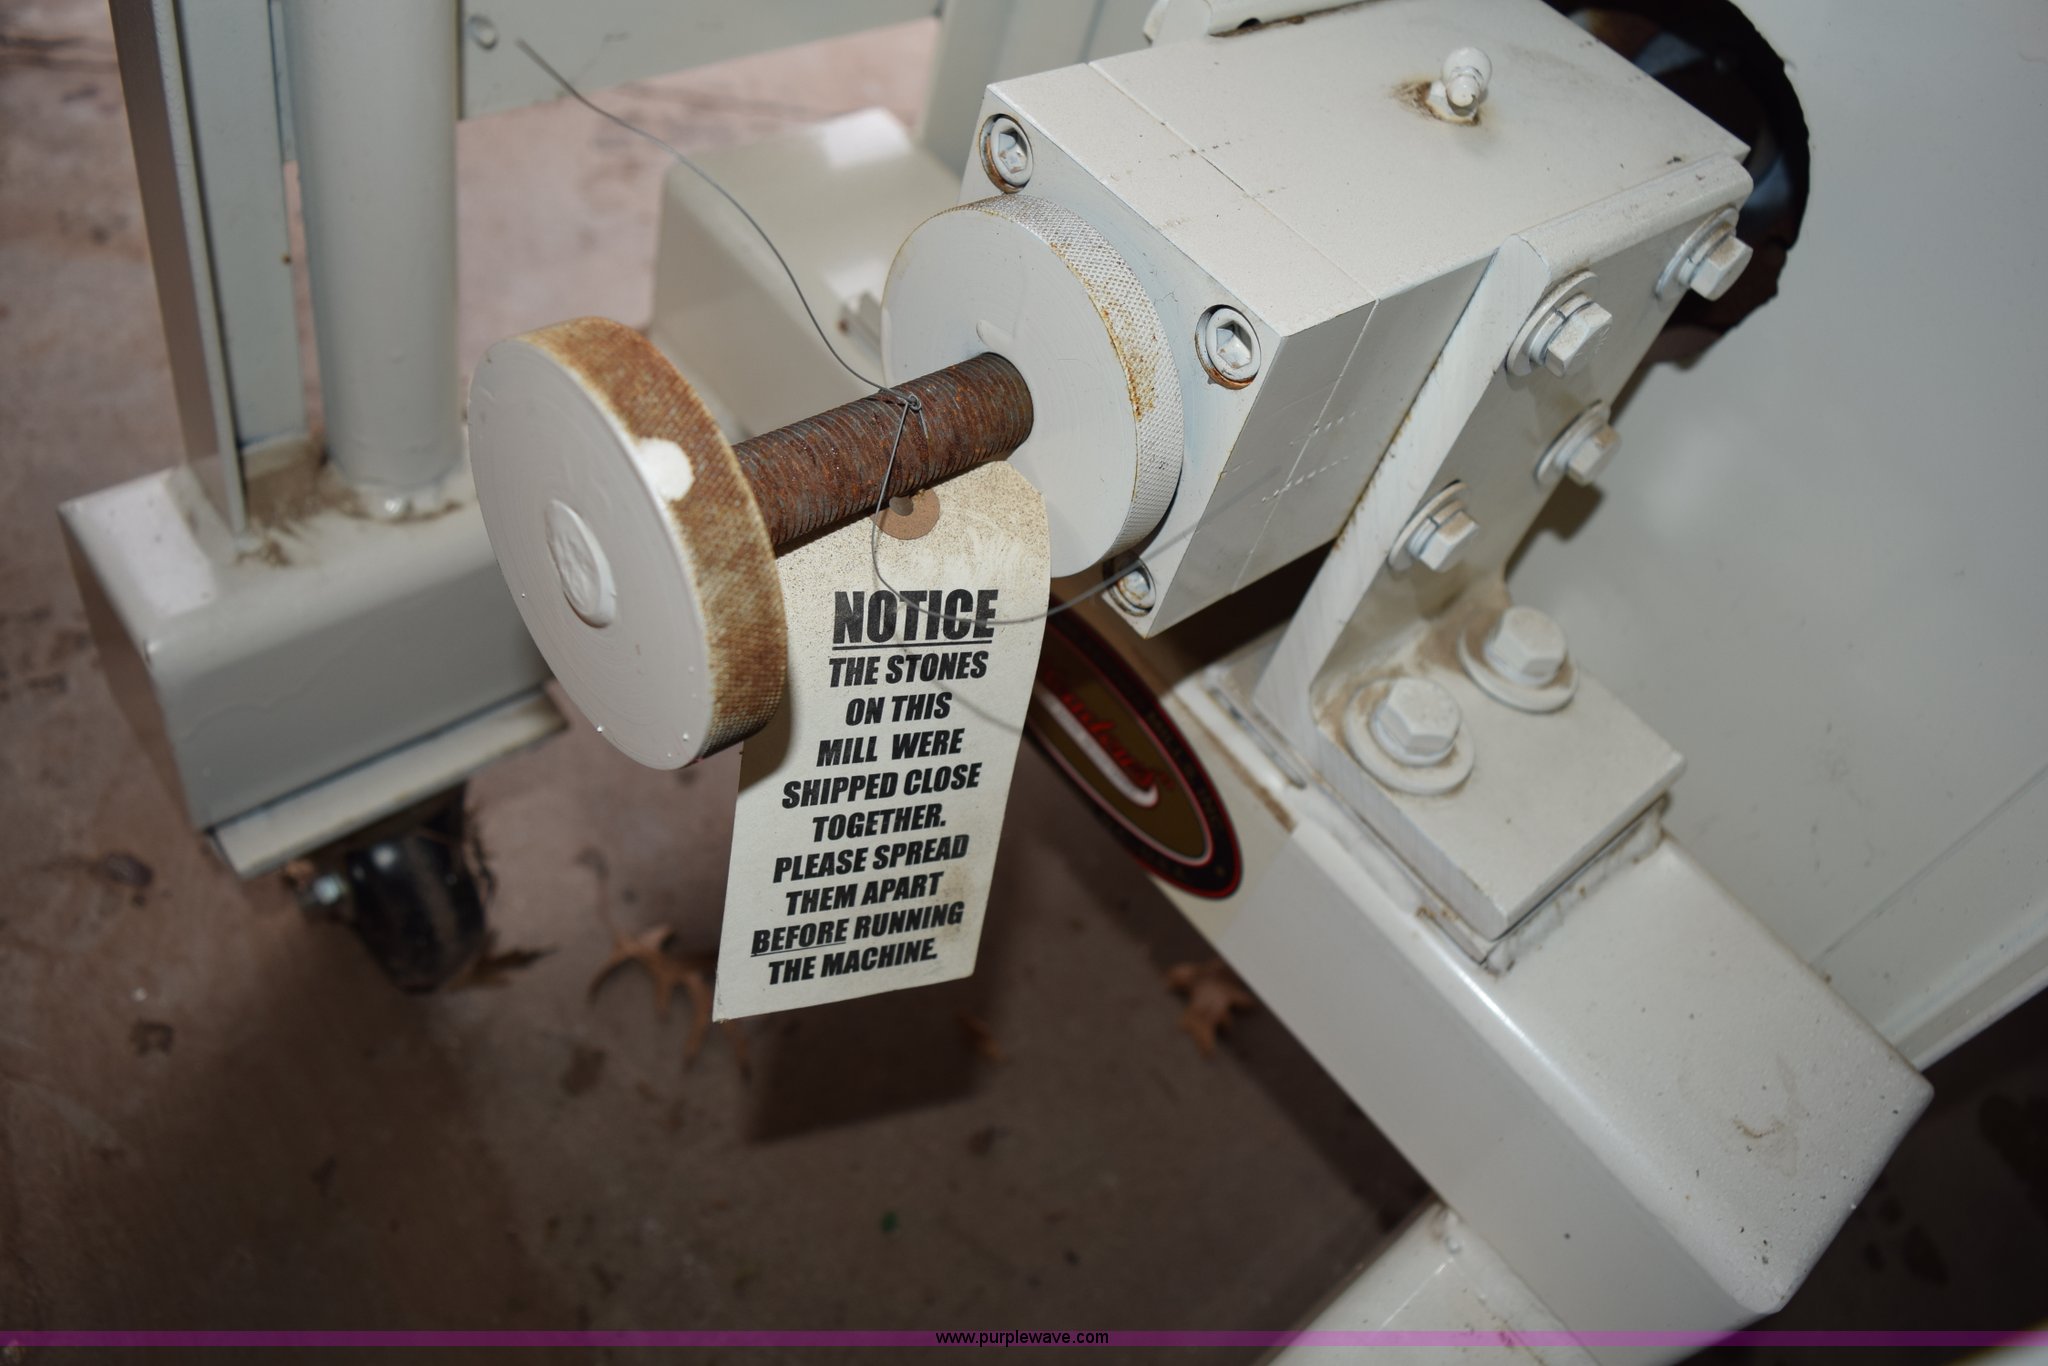 NOTICE
THE STONES
ON THIS
MILL WERE
SHIPPED CLOSE
TOGETHER.
PLEASE SPREAD
THEM APART
BEFORE RUNNING
THE MACHINE.
www.purplewave.com